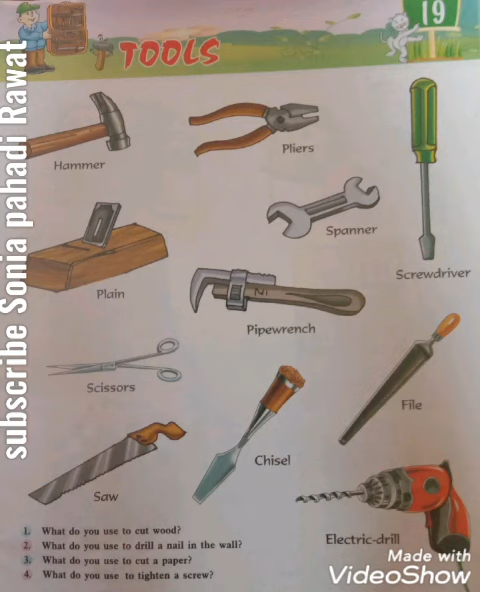 19
TOOLS
subscribe Sonia pahadi Rawat
Hammer
Pliers
Spanner
Screwdriver
Plain
Pipewrench
Scissors
File
Chisel
Saw
Electric-drill
1. What do you use to cut wood?
2. What do you use to drill a nail in the wall?
3. What do you use to cut a paper?
4. What do you use to tighten a screw?
Made with
VideoShow